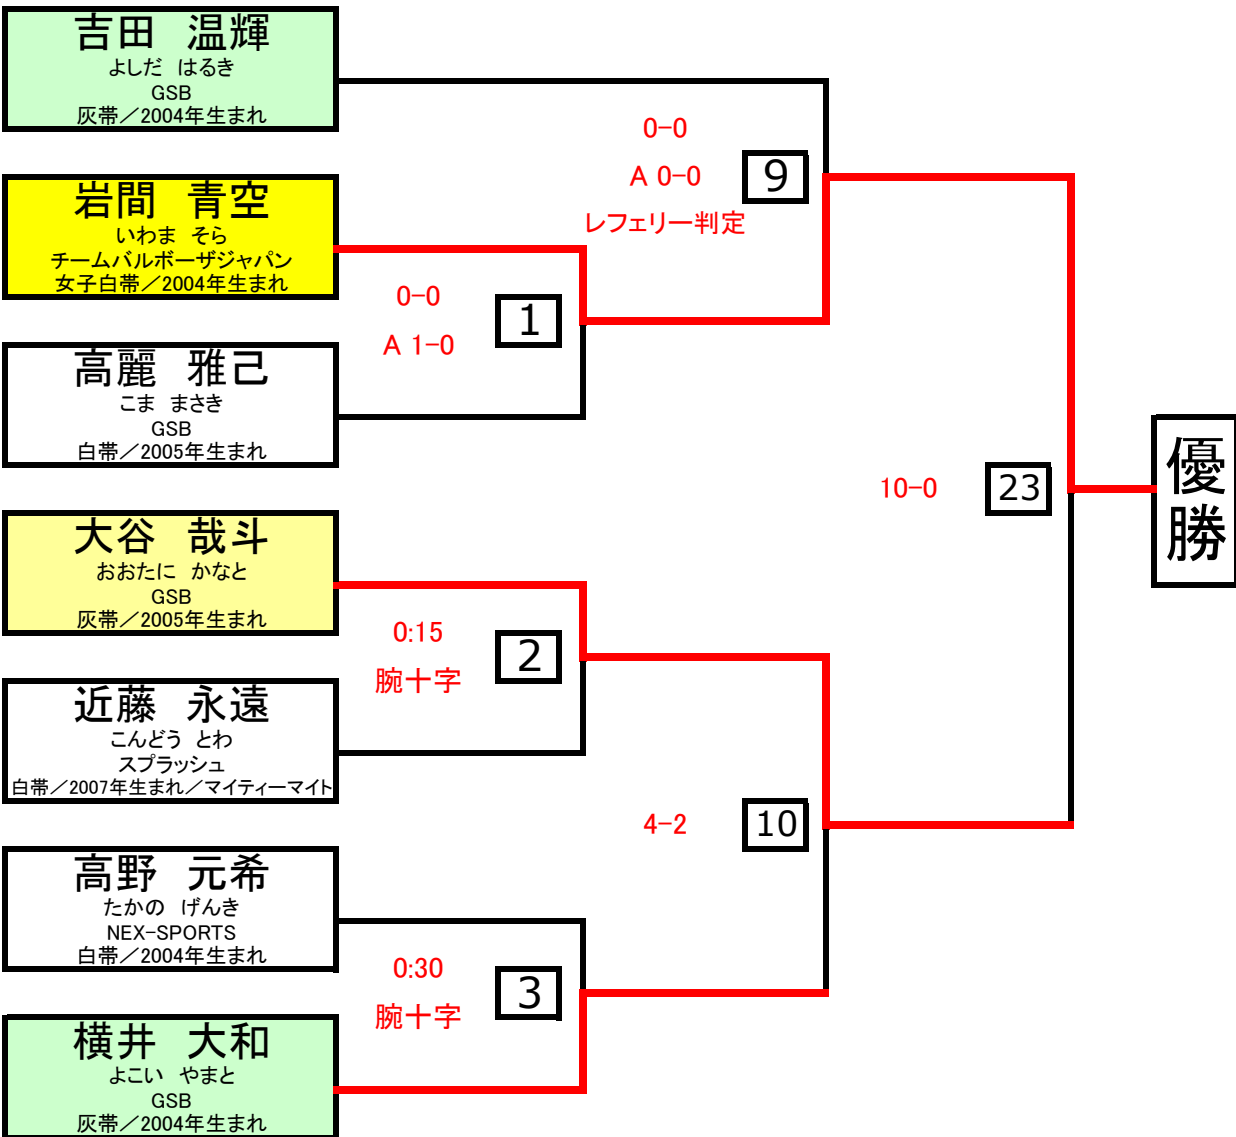 吉田　温輝
よしだ　はるき
GSB
灰帯／2004年生まれ
0-0
A 0-0
レフェリー判定
9
岩間　青空
いわま　そら
チームバルボーザジャパン
女子白帯／2004年生まれ
0-0
A 1-0
1
高麗　雅己
こま　まさき
GSB
白帯／2005年生まれ
優勝
10-0
23
大谷　哉斗
おおたに　かなと
GSB
灰帯／2005年生まれ
0:15
腕十字
2
近藤　永遠
こんどう　とわ
スプラッシュ
白帯／2007年生まれ／マイティーマイト
4-2
10
高野　元希
たかの　げんき
NEX-SPORTS
白帯／2004年生まれ
0:30
腕十字
3
横井　大和
よこい　やまと
GSB
灰帯／2004年生まれ